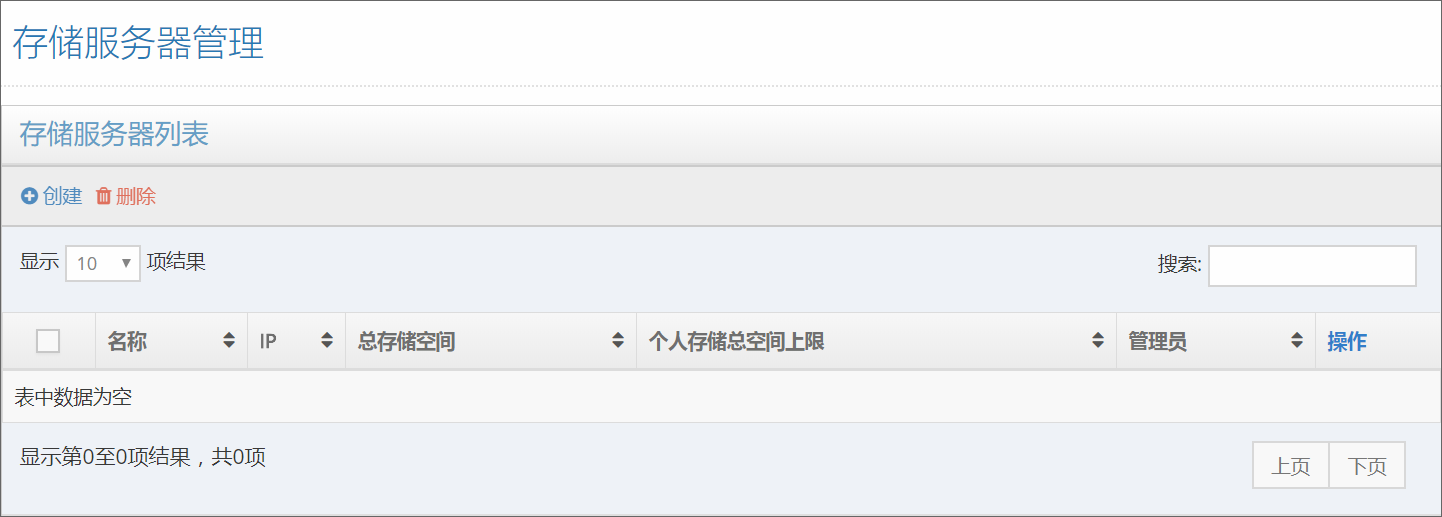 存储服务器管理
存储服务器列表
创建 删除
显示 10 项结果 搜索:
名称 IP 总存储空间 个人存储总空间上限 管理员 操作
表中数据为空
显示第0至0项结果，共0项 上页 下页